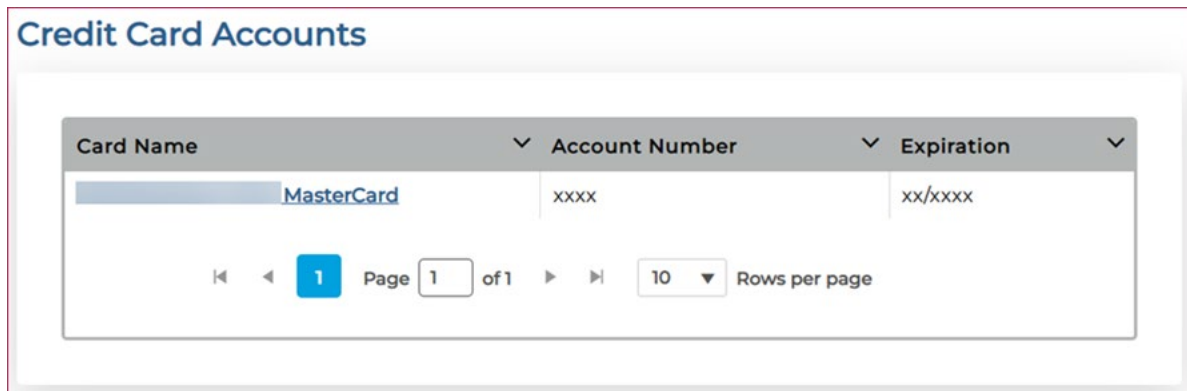 Credit Card Accounts
Card Name Account Number Expiration
MasterCard xxxx xx/xxxx
1 Page 1 of 1 10 Rows per page